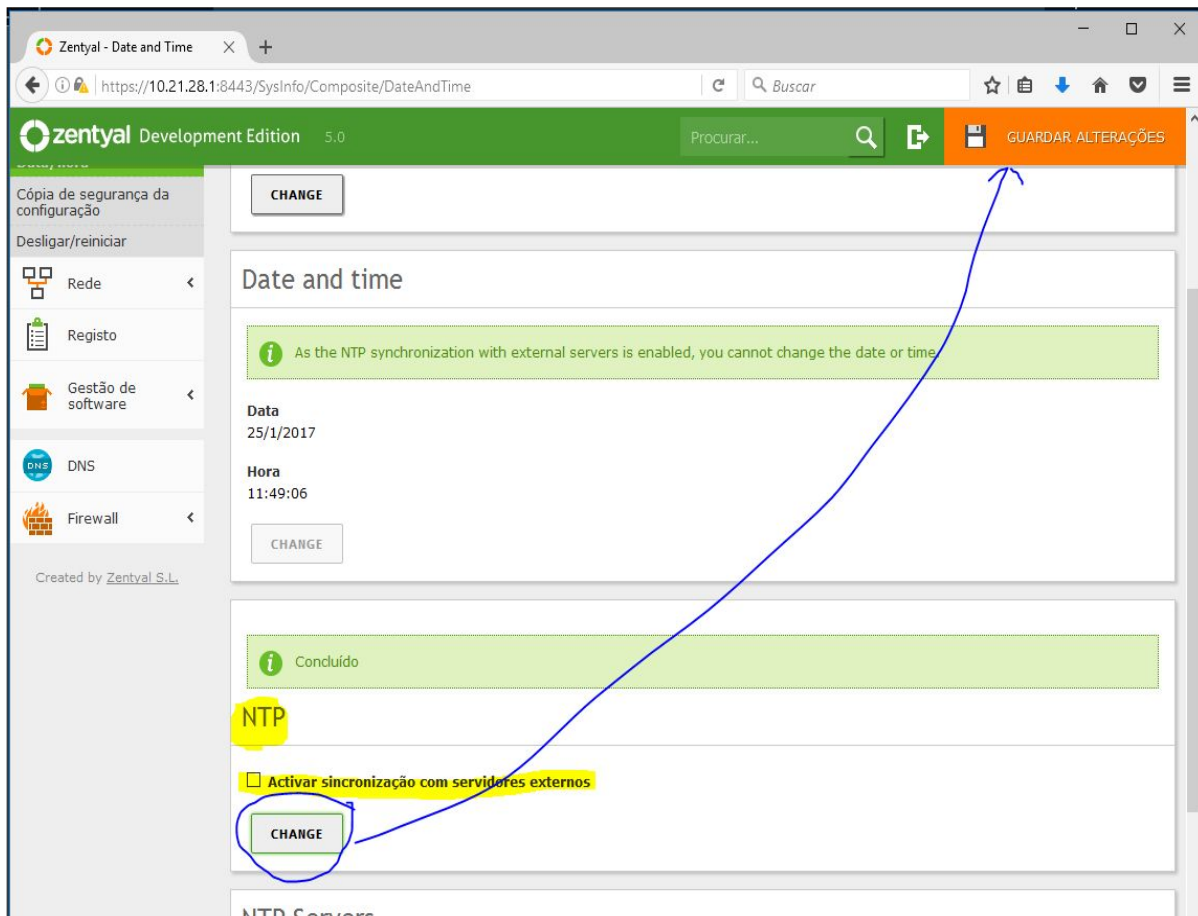 Zentyal - Date and Time
https://10.21.28.1:8443/SysInfo/Composite/DateAndTime
Buscar
zentyal Development Edition 5.0
Procurar...
GUARDAR ALTERAÇÕES
Data/hora
Cópia de segurança da
configuração
Desligar/reiniciar
Rede
Registo
Gestão de
software
DNS
DNS
Firewall
Created by Zentyal S.L.
CHANGE
Date and time
As the NTP synchronization with external servers is enabled, you cannot change the date or time.
Data
25/1/2017
Hora
11:49:06
CHANGE
Concluído
NTP
Activar sincronização com servidores externos
CHANGE
NTP Servers